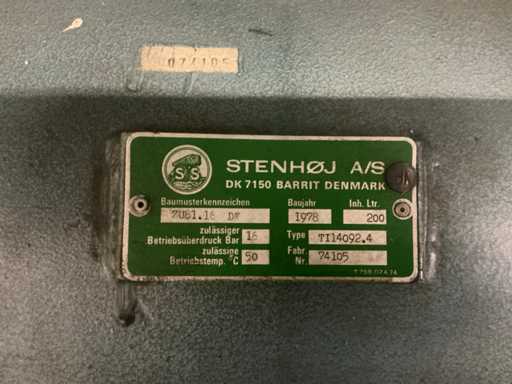 074105
SS
STENHØJ A/S
DK 7150 BARRIT DENMARK
Baumusterkennzeichen Baujahr Inh. Ltr.
1978 200
zulässiger
Betriebsüberdruck Bar 16 Type TI14092.4
zulässige
Betriebstemp. °C 50 Fabr. Nr. 74105